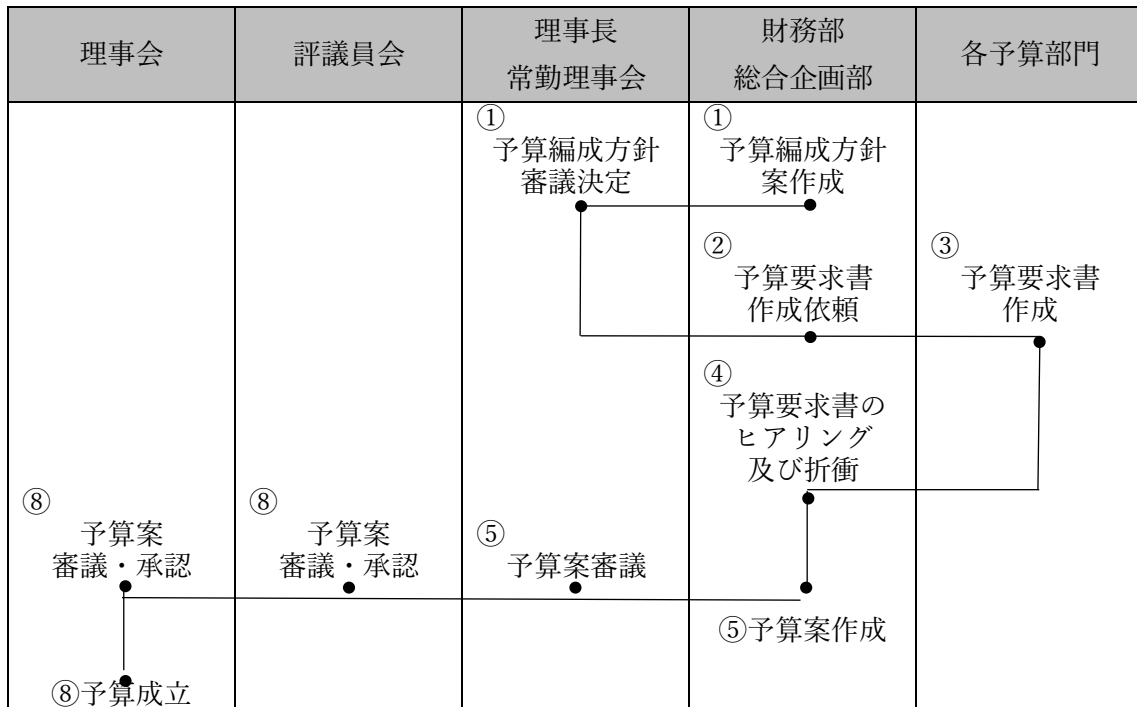 理事会
評議員会
理事長
常勤理事会
財務部
総合企画部
各予算部門
①
予算編成方針
審議決定
①
予算編成方針
案作成
②
予算要求書
作成依頼
③
予算要求書
作成
④
予算要求書の
ヒアリング
及び折衝
⑧
予算案
審議・承認
⑧
予算案
審議・承認
⑤
予算案審議
⑤予算案作成
⑧予算成立